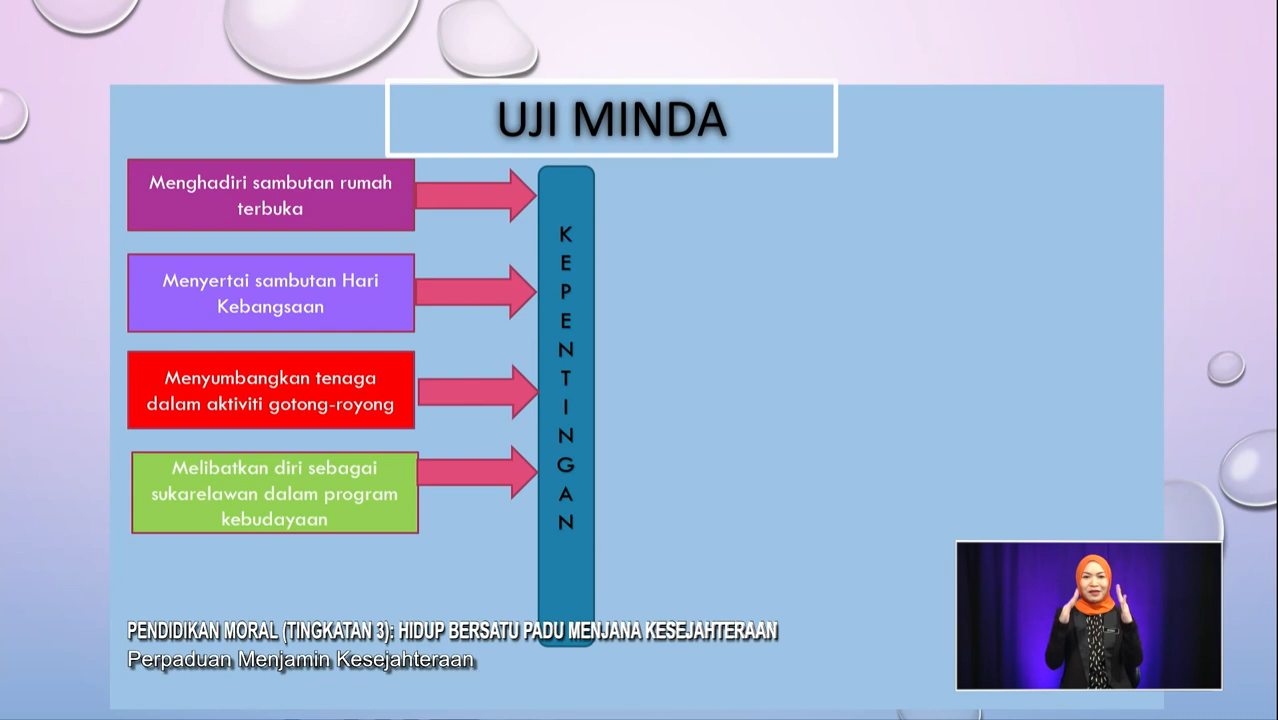 UJI MINDA
Menghadiri sambutan rumah
terbuka
Menyertai sambutan Hari
Kebangsaan
Menyumbangkan tenaga
dalam aktiviti gotong-royong
Melibatkan diri sebagai
sukarelawan dalam program
kebudayaan
K
E
P
E
N
T
I
N
G
A
N
PENDIDIKAN MORAL (TINGKATAN 3): HIDUP BERSATU PADU MENJANA KESEJAHTERAAN
Perpaduan Menjamin Kesejahteraan